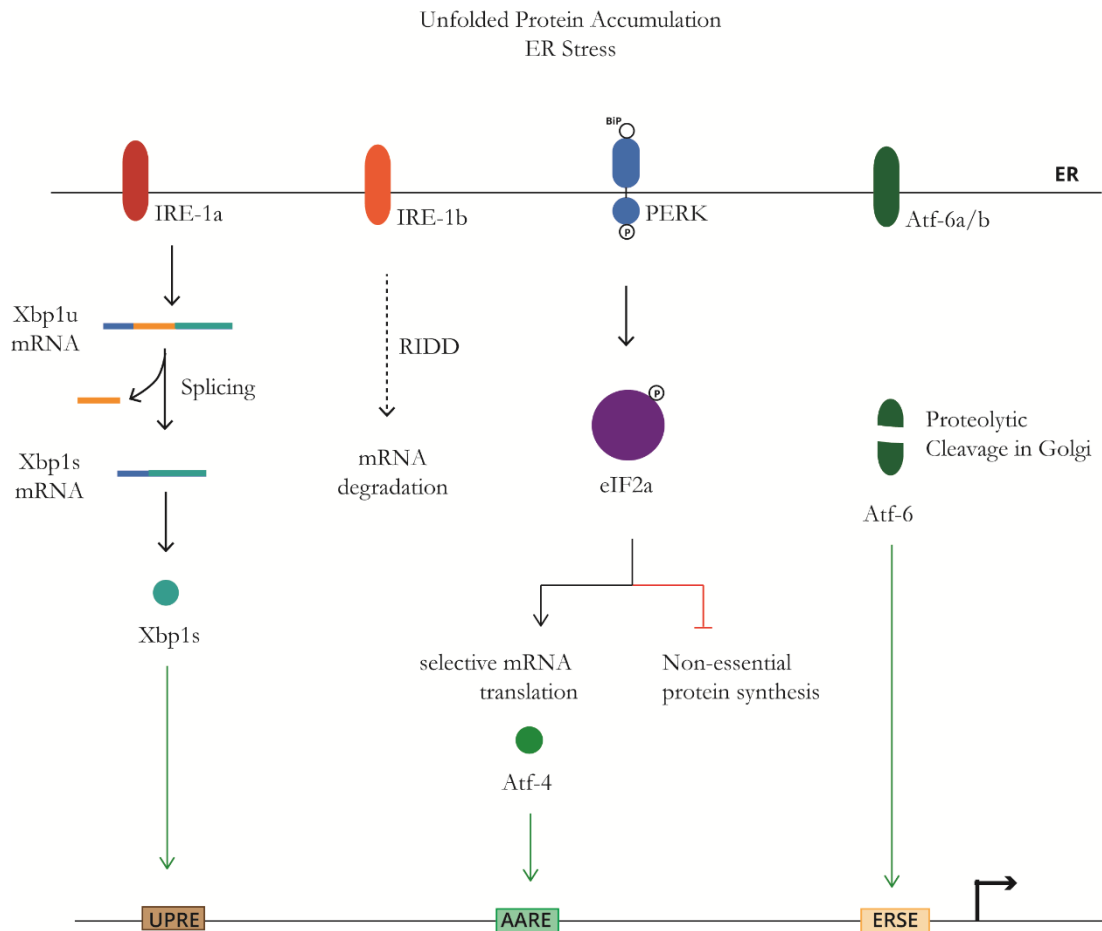 Unfolded Protein Accumulation
ER Stress
BiP
ER
IRE-1a
IRE-1b
PERK
P
Atf-6a/b
Xbp1u
mRNA
RIDD
Splicing
P
Proteolytic
Cleavage in Golgi
Xbp1s
mRNA
mRNA
degradation
eIF2a
Atf-6
Xbp1s
selective mRNA
translation
Non-essential
protein synthesis
Atf-4
UPRE
AARE
ERSE